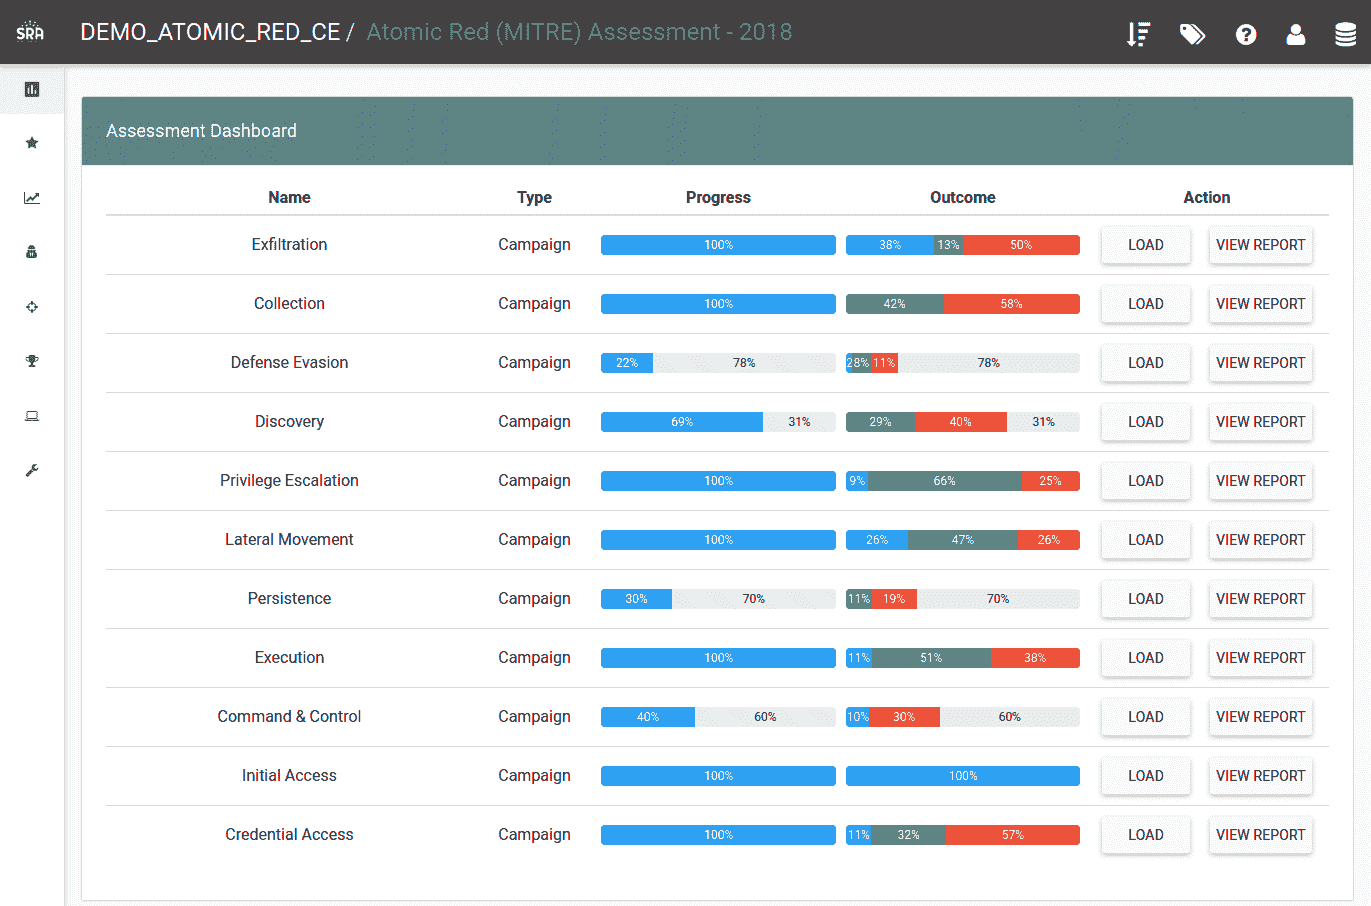 SRA DEMO_ATOMIC_RED_CE / Atomic Red (MITRE) Assessment - 2018
Assessment Dashboard
Name Type Progress Outcome Action
Exfiltration Campaign 100% 38% 13% 50% LOAD VIEW REPORT
Collection Campaign 100% 42% 58% LOAD VIEW REPORT
Defense Evasion Campaign 22% 78% 28% 11% 78% LOAD VIEW REPORT
Discovery Campaign 69% 31% 29% 40% 31% LOAD VIEW REPORT
Privilege Escalation Campaign 100% 9% 66% 25% LOAD VIEW REPORT
Lateral Movement Campaign 100% 26% 47% 26% LOAD VIEW REPORT
Persistence Campaign 30% 70% 11% 19% 70% LOAD VIEW REPORT
Execution Campaign 100% 11% 51% 38% LOAD VIEW REPORT
Command & Control Campaign 40% 60% 10% 30% 60% LOAD VIEW REPORT
Initial Access Campaign 100% 100% LOAD VIEW REPORT
Credential Access Campaign 100% 11% 32% 57% LOAD VIEW REPORT